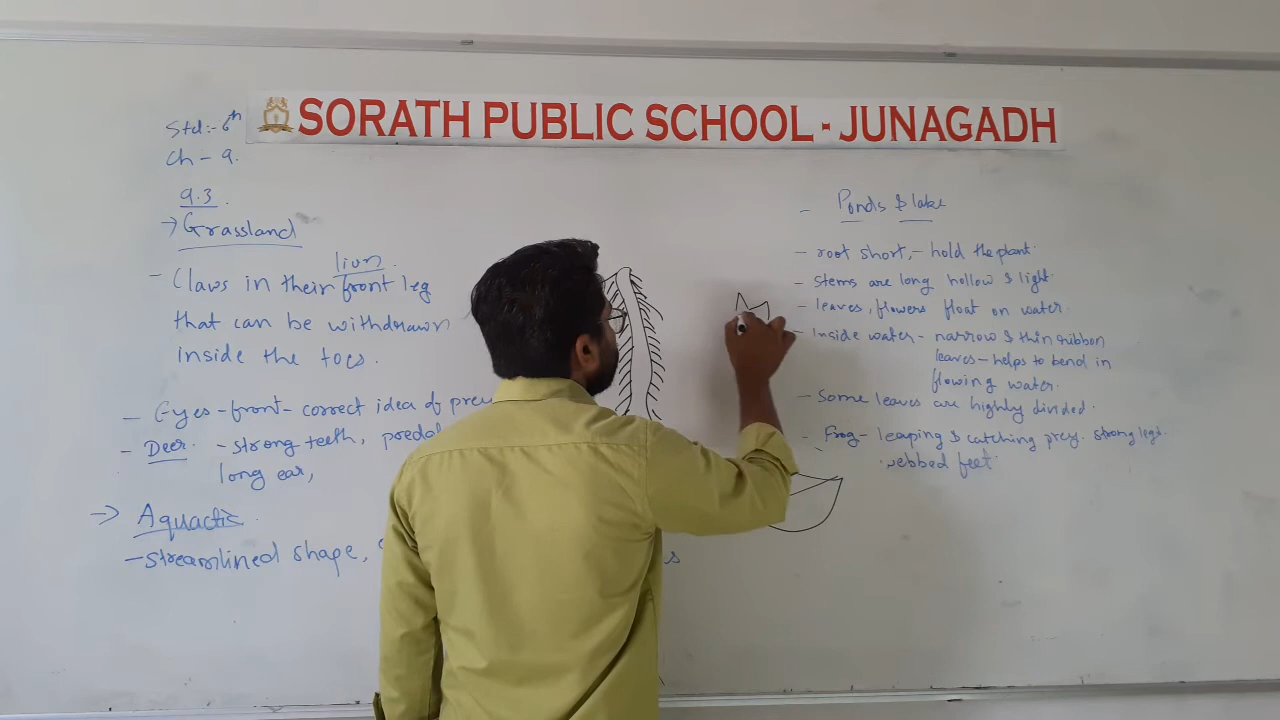 SORATH PUBLIC SCHOOL - JUNAGADH
Std:- 6th
Ch - 9.
9.3
→ Grassland
lion.
- Claws in their front leg
that can be withdrawn
inside the toes.
- Eyes - front - correct idea of prey
- Deer - strong teeth,
long ear,
→ Aquactic
- streamlined shape,
s
- Ponds & lake
- root short, - hold the plant.
- Stems are long hollow & light.
- leaves, flowers float on water.
- Inside water - narrow & thin ribbon
leaves - helps to bend in
flowing water.
- Some leaves are highly divided.
- Frog - leaping & catching prey. strong legs.
webbed feet.